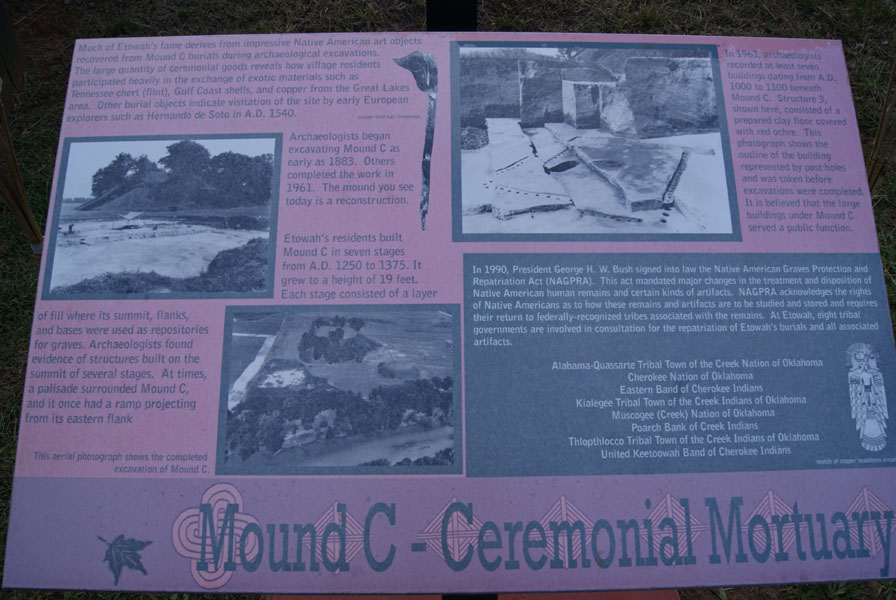 Much of Etowah's fame derives from impressive Native American art objects
recovered from Mound C burials during archaeological excavations.
The large quantity of ceremonial goods reveals how village residents
participated heavily in the exchange of exotic materials such as
Tennessee chert (flint), Gulf Coast shells, and copper from the Great Lakes
area. Other burial objects indicate visitation of the site by early European
explorers such as Hernando de Soto in A.D. 1540.
Archaeologists began
excavating Mound C as
early as 1883. Others
completed the work in
1961. The mound you see
today is a reconstruction.
Etowah's residents built
Mound C in seven stages
from A.D. 1250 to 1375. It
grew to a height of 19 feet.
Each stage consisted of a layer
of fill where its summit, flanks,
and bases were used as repositories
for graves. Archaeologists found
evidence of structures built on the
summit of several stages. At times,
a palisade surrounded Mound C,
and it once had a ramp projecting
from its eastern flank
This aerial photograph shows the completed
excavation of Mound C.
In 1961, archaeologists
recorded at least seven
buildings dating from A.D.
1000 to 1100 beneath
Mound C. Structure 3,
shown here, consisted of a
prepared clay floor covered
with red ochre. This
photograph shows the
outline of the building
represented by post holes
and was taken before
excavations were completed.
It is believed that the large
buildings under Mound C
served a public function.
In 1990, President George H. W. Bush signed into law the Native American Graves Protection and
Repatriation Act (NAGPRA). This act mandated major changes in the treatment and disposition of
Native American human remains and certain kinds of artifacts. NAGPRA acknowledges the rights
of Native Americans as to how these remains and artifacts are to be studied and stored and requires
their return to federally-recognized tribes associated with the remains. At Etowah, eight tribal
governments are involved in consultation for the repatriation of Etowah's burials and all associated
artifacts.
Alabama-Quassarte Tribal Town of the Creek Nation of Oklahoma
Cherokee Nation of Oklahoma
Eastern Band of Cherokee Indians
Kialegee Tribal Town of the Creek Indians of Oklahoma
Muscogee (Creek) Nation of Oklahoma
Poarch Bank of Creek Indians
Thlopthlocco Tribal Town of the Creek Indians of Oklahoma
United Keetoowah Band of Cherokee Indians
sketch of copper headdress
Mound C - Ceremonial Mortuary